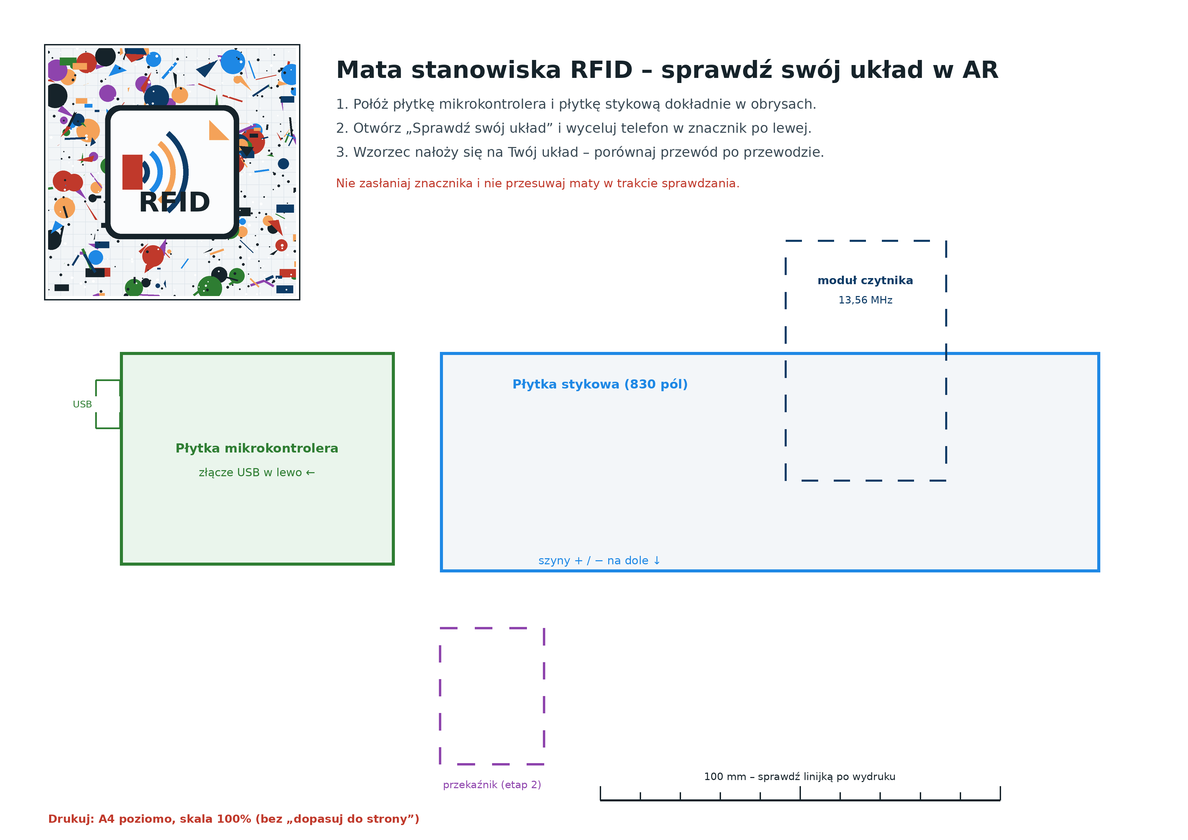 Mata stanowiska RFID – sprawdź swój układ w AR
1. Połóż płytkę mikrokontrolera i płytkę stykową dokładnie w obrysach.
2. Otwórz „Sprawdź swój układ” i wyceluj telefon w znacznik po lewej.
3. Wzorzec nałoży się na Twój układ – porównaj przewód po przewodzie.
Nie zasłaniaj znacznika i nie przesuwaj maty w trakcie sprawdzania.
RFID
moduł czytnika
13,56 MHz
Płytka stykowa (830 pól)
USB
Płytka mikrokontrolera
złącze USB w lewo ←
szyny + / − na dole ↓
100 mm – sprawdź linijką po wydruku
przekaźnik (etap 2)
Drukuj: A4 poziomo, skala 100% (bez „dopasuj do strony”)